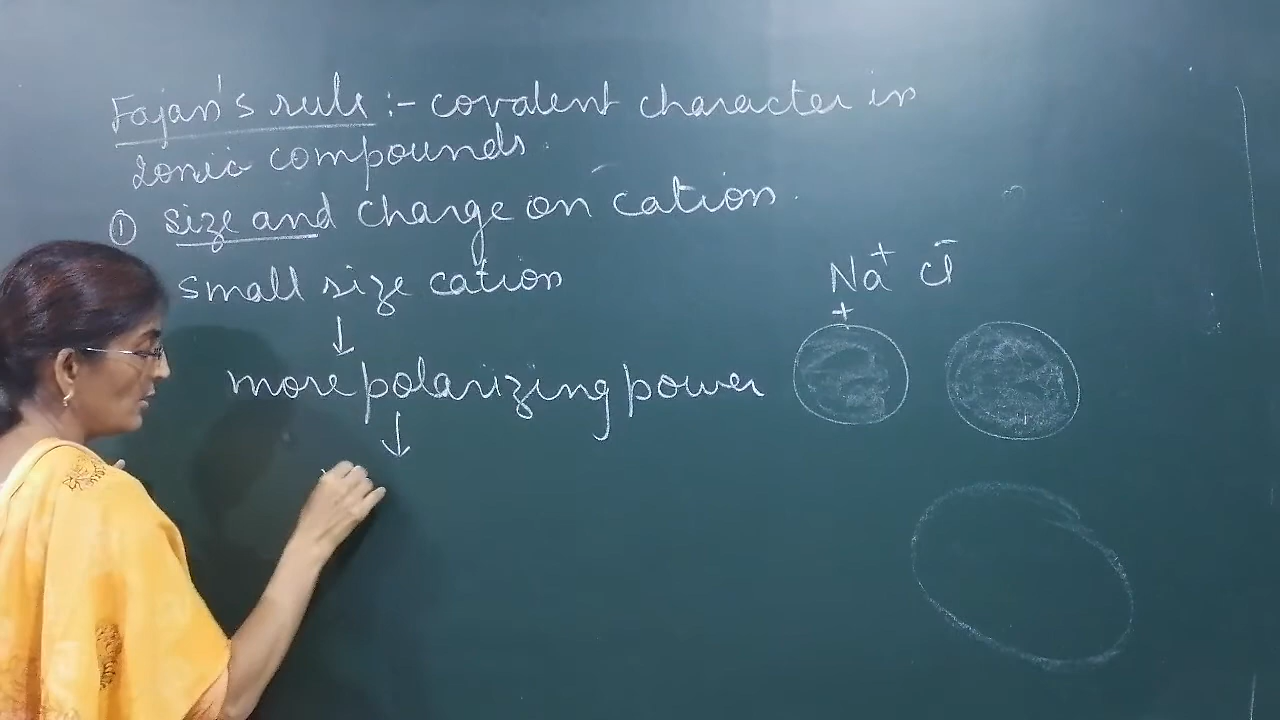 Fajan's rule :- covalent character in
Ionic compounds.
① size and charge on cation.
small size cation
↓
more polarizing power
↓
Na⁺ Cl⁻
+